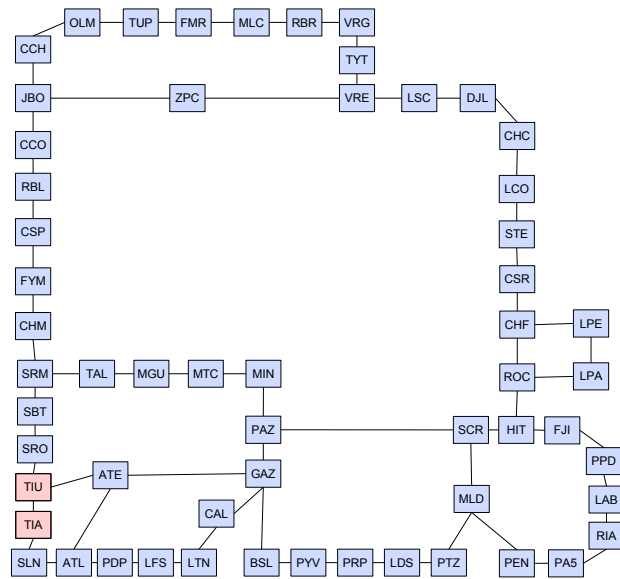 OLM TUP FMR MLC RBR VRG
CCH
TYT
JBO ZPC VRE LSC DJL
CHC
CCO
RBL LCO
CSP STE
FYM CSR
CHM CHF LPE
SRM TAL MGU MTC MIN ROC LPA
SBT
PAZ SCR HIT FJI
SRO
PPD
TIU ATE GAZ
MLD LAB
CAL
TIA RIA
SLN ATL PDP LFS LTN BSL PYV PRP LDS PTZ PEN PA5